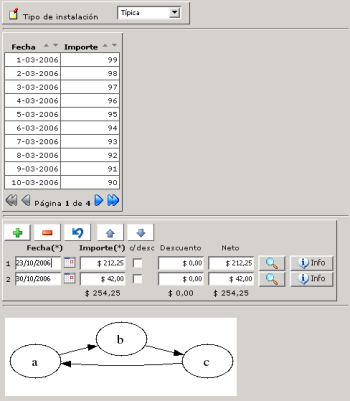 Tipo de instalación Típica
Fecha Importe
1-03-2006 99
2-03-2006 98
3-03-2006 97
4-03-2006 96
5-03-2006 95
6-03-2006 94
7-03-2006 93
8-03-2006 92
9-03-2006 91
10-03-2006 90
Página 1 de 4
Fecha(*) Importe(*) c/desc Descuento Neto
1 23/10/2006 $ 212,25 $ 0,00 $ 212,25 Info
2 30/10/2006 $ 42,00 $ 0,00 $ 42,00 Info
$ 254,25 $ 0,00 $ 254,25
b
a c